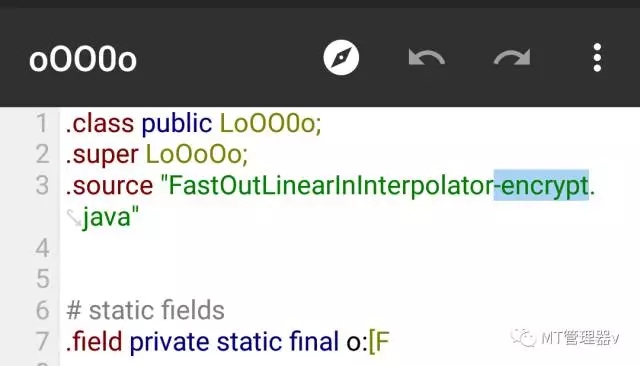 oOO0o
1 .class public LoOO0o;
2 .super LoOoOo;
3 .source "FastOutLinearInInterpolator-encrypt.
java"
4
5
6 # static fields
7 .field private static final o:[F
MT管理器v